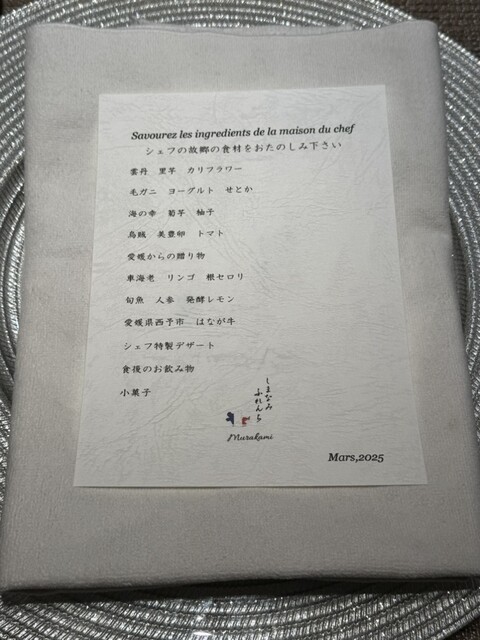 Savourez les ingredients de la maison du chef
シェフの故郷の食材をおたのしみ下さい
雲丹 里芋 カリフラワー
毛ガニ ヨーグルト せとか
海の幸 菊芋 柚子
烏賊 美豊卵 トマト
愛媛からの贈り物
車海老 リンゴ 根セロリ
旬魚 人参 発酵レモン
愛媛県西予市 はなが牛
シェフ特製デザート
食後のお飲み物
小菓子
しまなみ
ふれんち
Murakami
Mars,2025